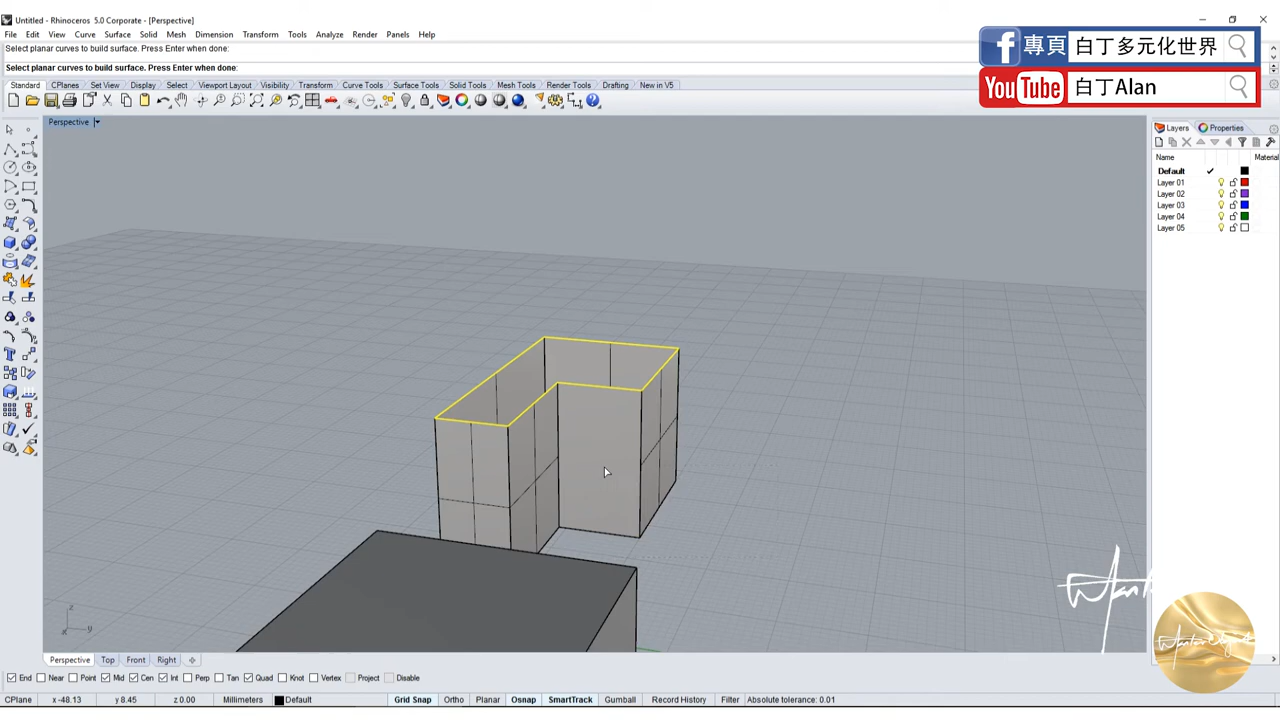 Untitled - Rhinoceros 5.0 Corporate - [Perspective]
File Edit View Curve Surface Solid Mesh Dimension Transform Tools Analyze Render Panels Help
Select planar curves to build surface. Press Enter when done:
Select planar curves to build surface. Press Enter when done:
Standard CPlanes Set View Display Select Viewport Layout Visibility Transform Curve Tools Surface Tools Solid Tools Mesh Tools Render Tools Drafting New in V5
f 專頁 白丁多元化世界
YouTube 白丁Alan
Perspective
Layers Properties
Name Material
Default
Layer 01
Layer 02
Layer 03
Layer 04
Layer 05
z
x y
Perspective Top Front Right
End Near Point Mid Cen Int Perp Tan Quad Knot Vertex Project Disable
CPlane x -48.13 y 8.45 z 0.00 Millimeters Default Grid Snap Ortho Planar Osnap SmartTrack Gumball Record History Filter Absolute tolerance: 0.01